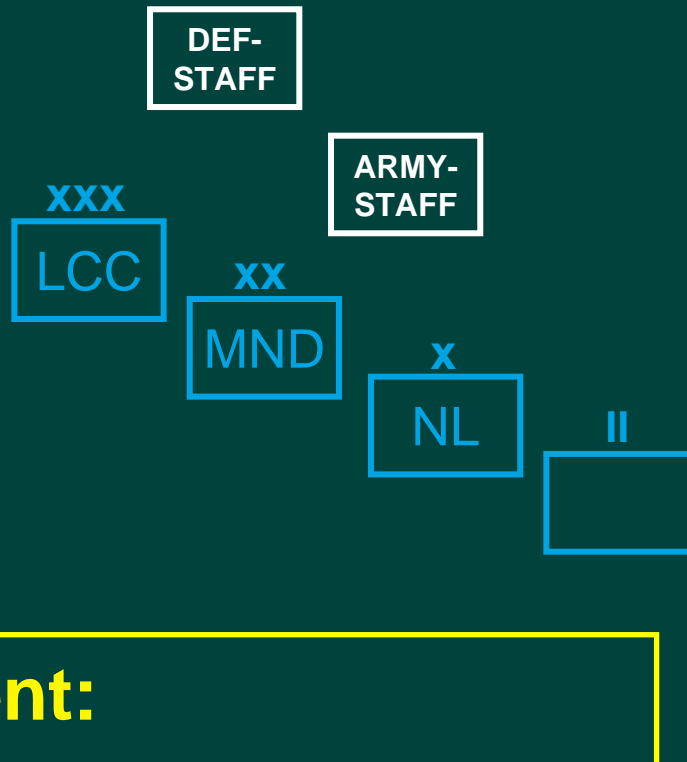 DEF-
STAFF
ARMY-
STAFF
xxx
LCC
xx
MND
x
NL
II
nt: